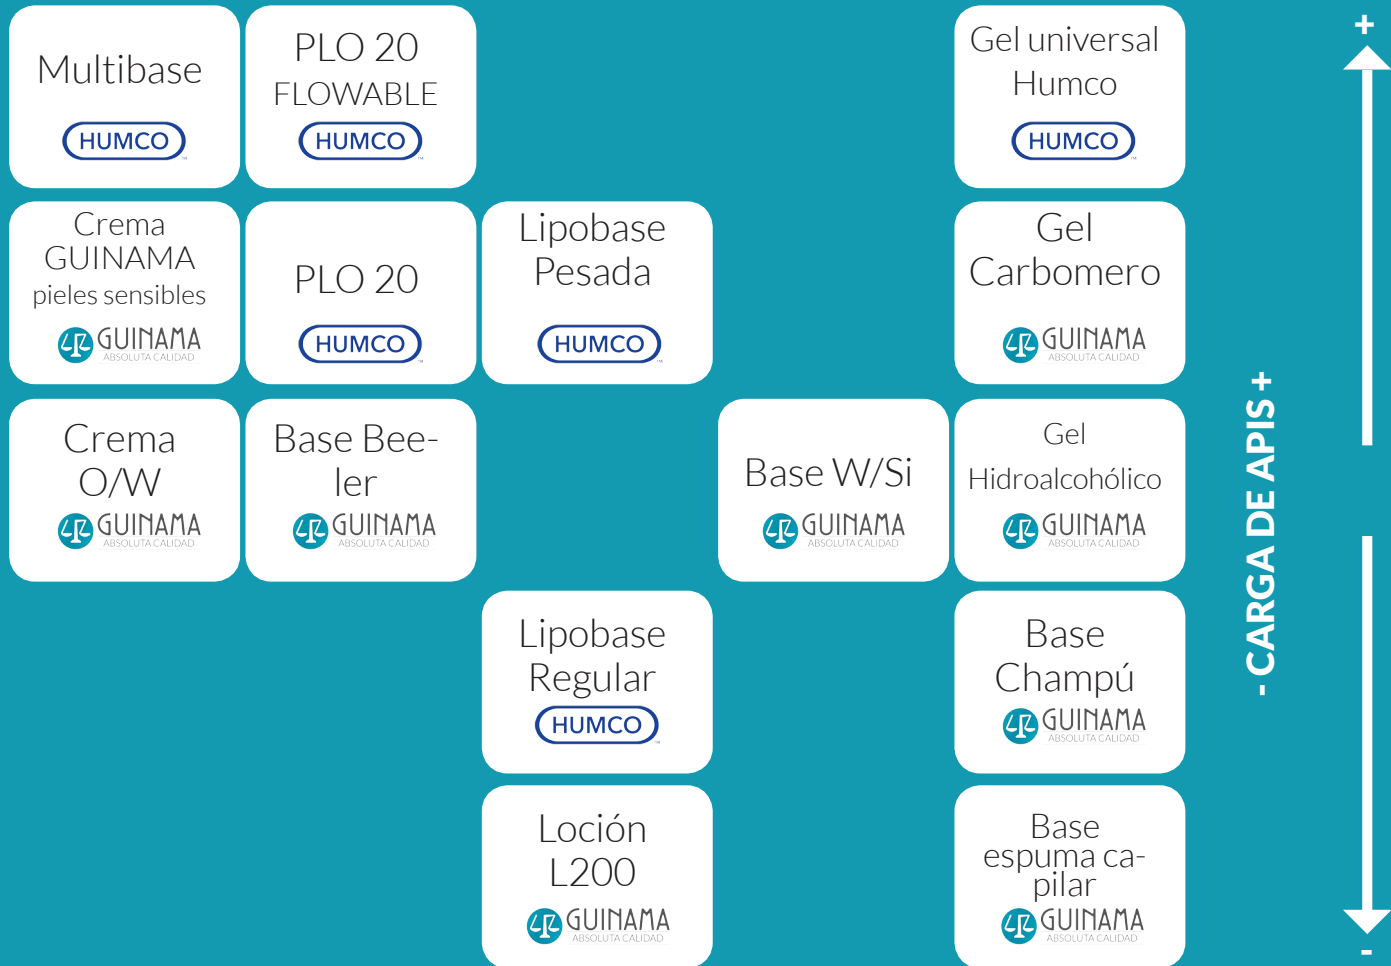 Multibase
HUMCO
PLO 20
FLOWABLE
HUMCO
Gel universal
Humco
HUMCO
+
Crema
GUINAMA
pieles sensibles
GUINAMA
ABSOLUTA CALIDAD
PLO 20
HUMCO
Lipobase
Pesada
HUMCO
Gel
Carbomero
GUINAMA
ABSOLUTA CALIDAD
Crema
O/W
GUINAMA
ABSOLUTA CALIDAD
Base Bee-
ler
GUINAMA
ABSOLUTA CALIDAD
Base W/Si
GUINAMA
ABSOLUTA CALIDAD
Gel
Hidroalcohólico
GUINAMA
ABSOLUTA CALIDAD
- CARGA DE APIS +
Lipobase
Regular
HUMCO
Base
Champú
GUINAMA
ABSOLUTA CALIDAD
Loción
L200
GUINAMA
ABSOLUTA CALIDAD
Base
espuma ca-
pilar
GUINAMA
ABSOLUTA CALIDAD
-